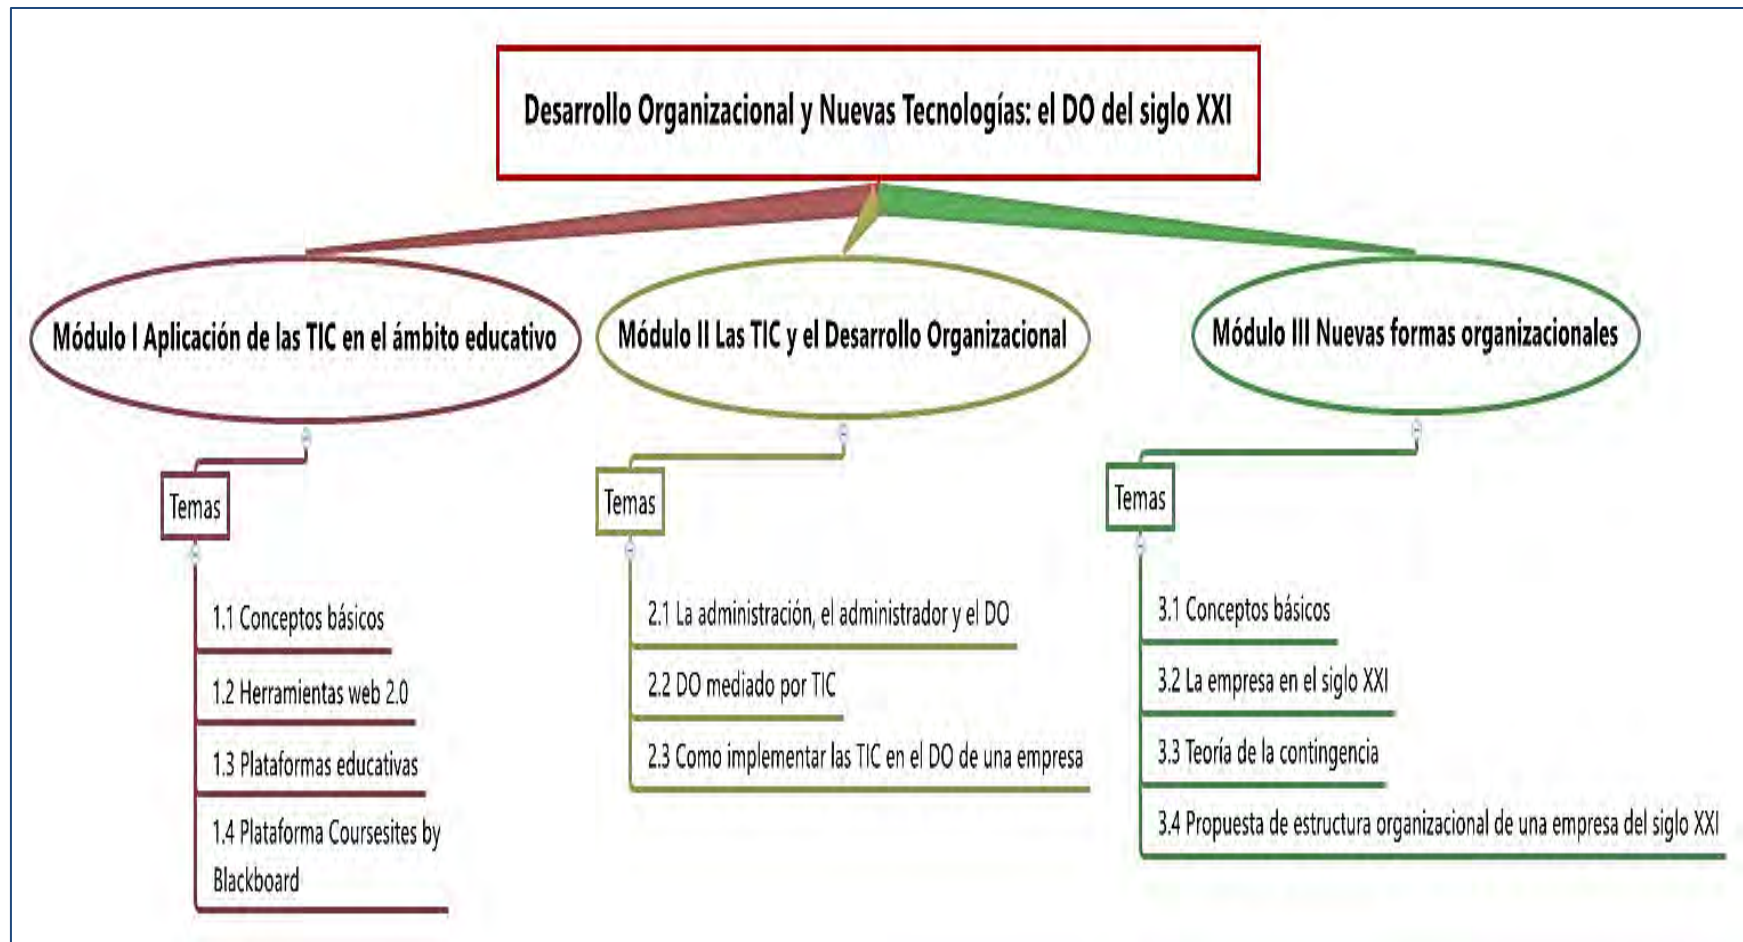 Desarrollo Organizacional y Nuevas Tecnologías: el DO del siglo XXI
Módulo I Aplicación de las TIC en el ámbito educativo
Temas
1.1 Conceptos básicos
1.2 Herramientas web 2.0
1.3 Plataformas educativas
1.4 Plataforma Coursesites by
Blackboard
Módulo II Las TIC y el Desarrollo Organizacional
Temas
2.1 La administración, el administrador y el DO
2.2 DO mediado por TIC
2.3 Como implementar las TIC en el DO de una empresa
Módulo III Nuevas formas organizacionales
Temas
3.1 Conceptos básicos
3.2 La empresa en el siglo XXI
3.3 Teoría de la contingencia
3.4 Propuesta de estructura organizacional de una empresa del siglo XXI